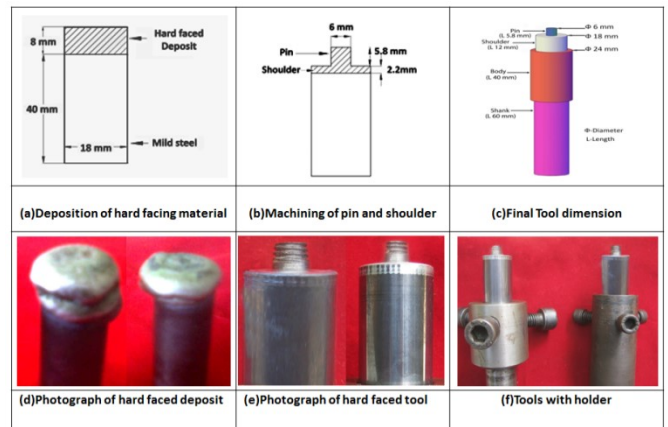 8 mm
Hard faced
Deposit
40 mm
18 mm
Mild steel
6 mm
Pin
5.8 mm
Shoulder
2.2mm
Pin
(L 5.8 mm)
Shoulder
(L 12 mm)
Φ 6 mm
Φ 18 mm
Φ 24 mm
Body
(L 40 mm)
Shank
(L 60 mm)
Φ-Diameter
L-Length
(a)Deposition of hard facing material
(b)Machining of pin and shoulder
(c)Final Tool dimension
(d)Photograph of hard faced deposit
(e)Photograph of hard faced tool
(f)Tools with holder